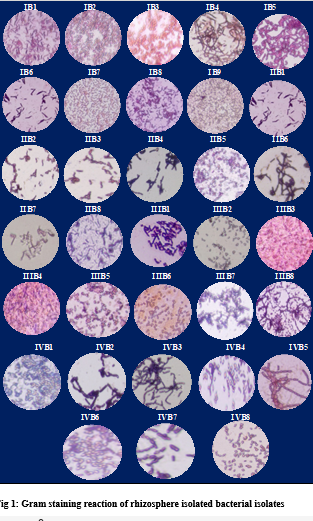 IB1 IB2 IB3 IB4 IB5
IB6 IB7 IB8 IB9 IIB1
IIB2 IIB3 IIB4 IIB5 IIB6
IIB7 IIB8 IIIB1 IIIB2 IIIB3
IIIB4 IIIB5 IIIB6 IIIB7 IIIB8
IVB1 IVB2 IVB3 IVB4 IVB5
IVB6 IVB7 IVB8
ig 1: Gram staining reaction of rhizosphere isolated bacterial isolates